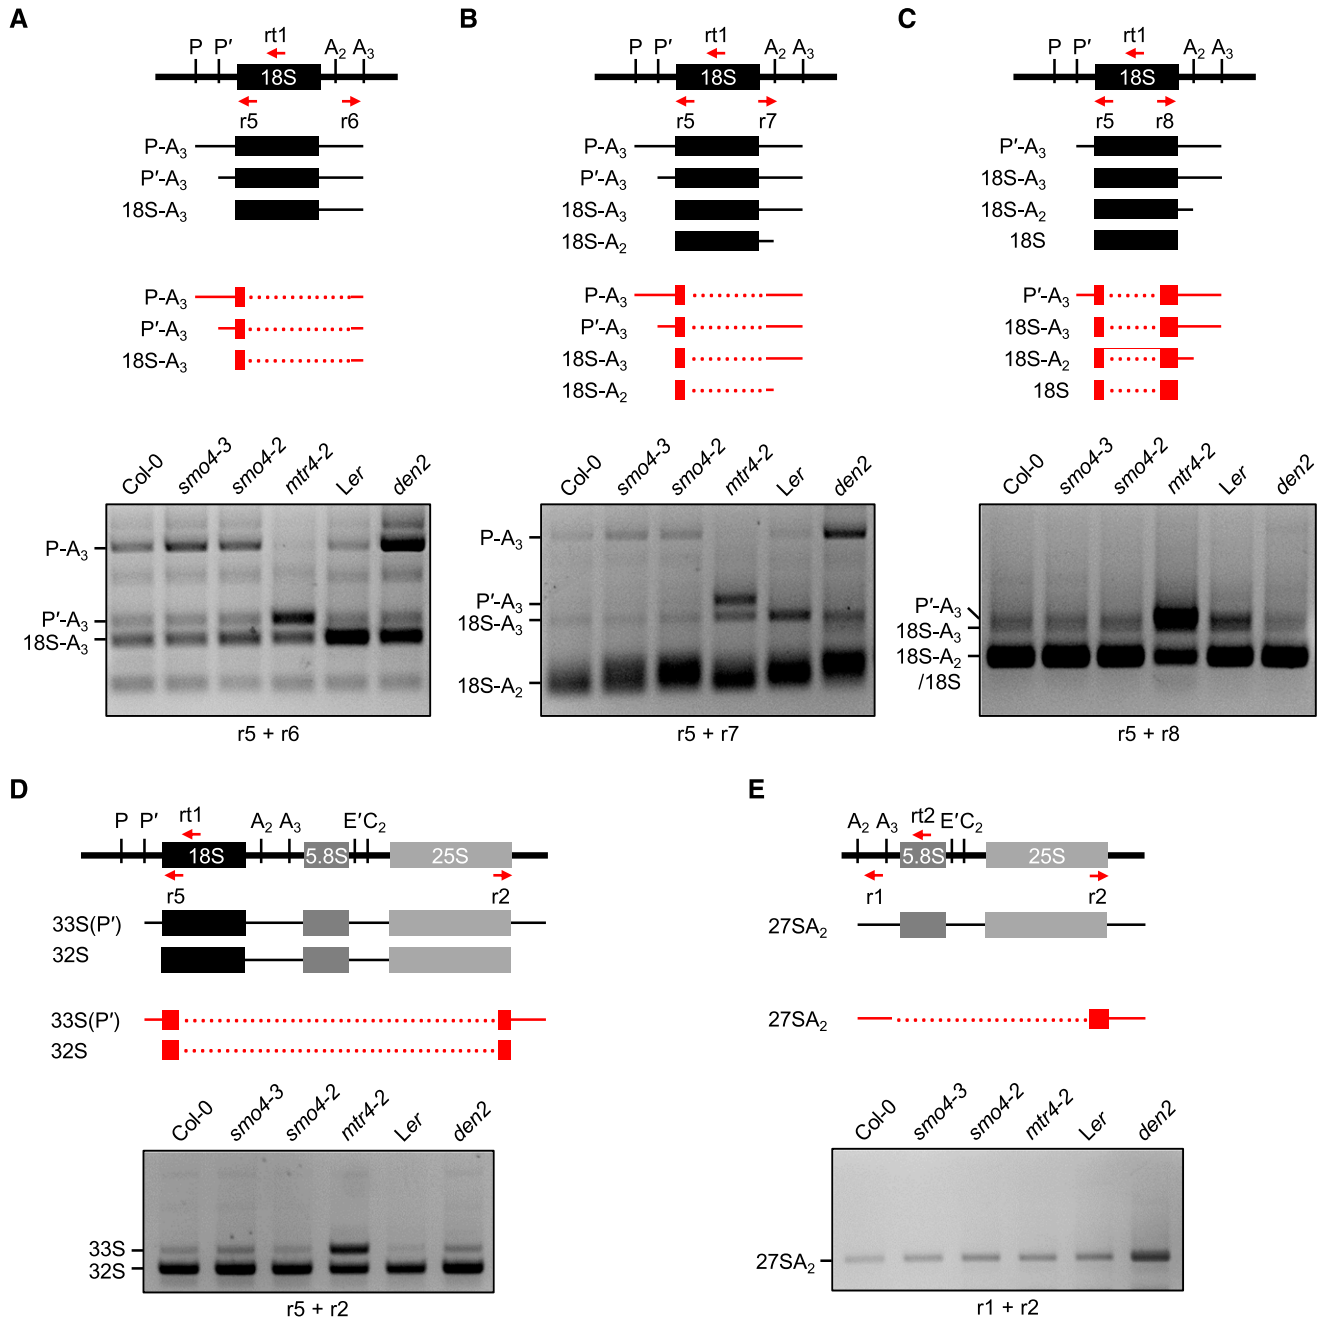 A
P P′ rt1 A₂ A₃
18S
r5 r6
P-A₃
P′-A₃
18S-A₃
P-A₃
P′-A₃
18S-A₃
Col-0 smo4-3 smo4-2 mtr4-2 Ler den2
P-A₃
P′-A₃
18S-A₃
r5 + r6
B
P P′ rt1 A₂ A₃
18S
r5 r7
P-A₃
P′-A₃
18S-A₃
18S-A₂
P-A₃
P′-A₃
18S-A₃
18S-A₂
Col-0 smo4-3 smo4-2 mtr4-2 Ler den2
P-A₃
P′-A₃
18S-A₃
18S-A₂
r5 + r7
C
P P′ rt1 A₂ A₃
18S
r5 r8
P′-A₃
18S-A₃
18S-A₂
18S
P′-A₃
18S-A₃
18S-A₂
18S
Col-0 smo4-3 smo4-2 mtr4-2 Ler den2
P′-A₃
18S-A₃
18S-A₂
/18S
r5 + r8
D
P P′ rt1 A₂ A₃ E′C₂
18S 5.8S 25S
r5 r2
33S(P′)
32S
33S(P′)
32S
Col-0 smo4-3 smo4-2 mtr4-2 Ler den2
33S
32S
r5 + r2
E
A₂ A₃ rt2 E′C₂
5.8S 25S
r1 r2
27SA₂
27SA₂
Col-0 smo4-3 smo4-2 mtr4-2 Ler den2
27SA₂
r1 + r2